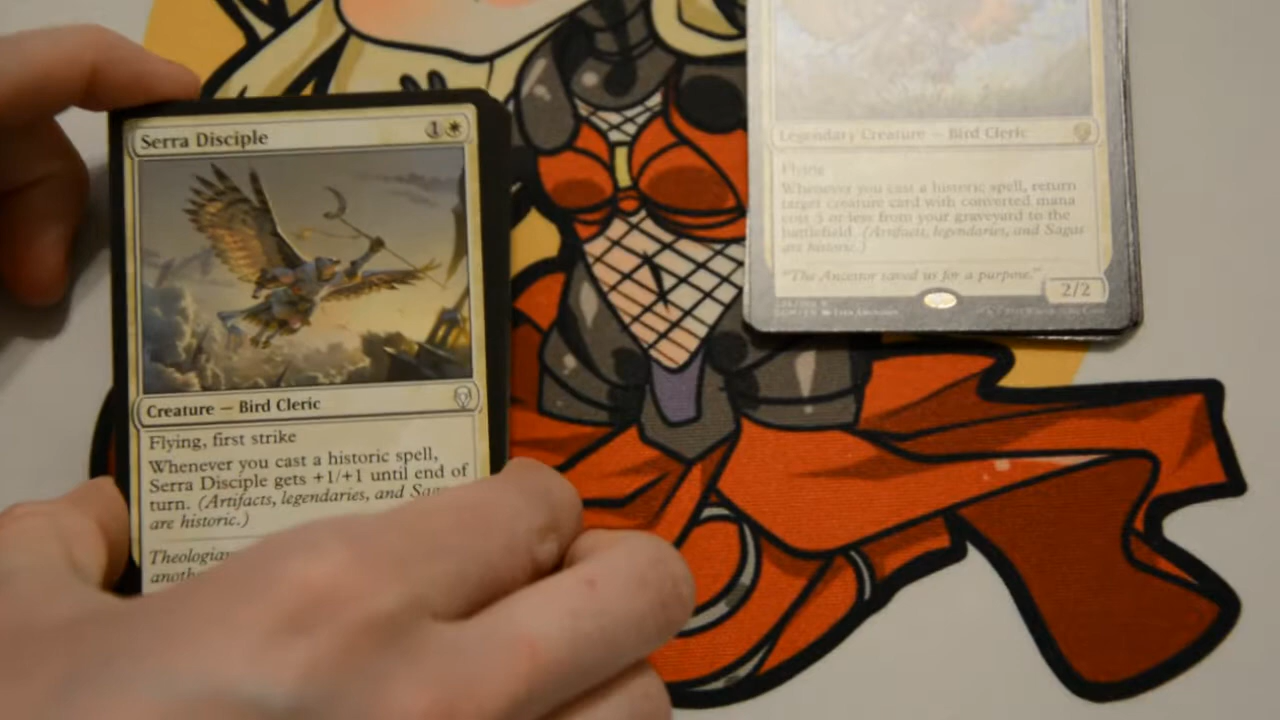 Serra Disciple
1
Creature — Bird Cleric
Flying, first strike
Whenever you cast a historic spell,
Serra Disciple gets +1/+1 until end of
turn. (Artifacts, legendaries, and Sagas
are historic.)
Theologian
anoth
Legendary Creature — Bird Cleric
Flying
Whenever you cast a historic spell, return
target creature card with converted mana
cost 3 or less from your graveyard to the
battlefield. (Artifacts, legendaries, and Sagas
are historic.)
"The Ancestor saved us for a purpose."
2/2